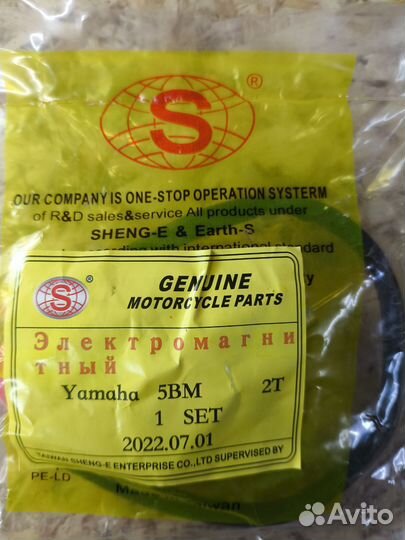 S
®
OUR COMPANY IS ONE-STOP OPERATION SYSTERM
of R&D sales&service All products under
SHENG-E & Earth-S
with international standard
S
®
GENUINE
MOTORCYCLE PARTS
Электромагни
тный
Yamaha 5BM 2T
1 SET
2022.07.01
TAIWAN SHENG-E ENTERPRISE CO.,LTD SUPERVISED BY
PE-LD
Avito